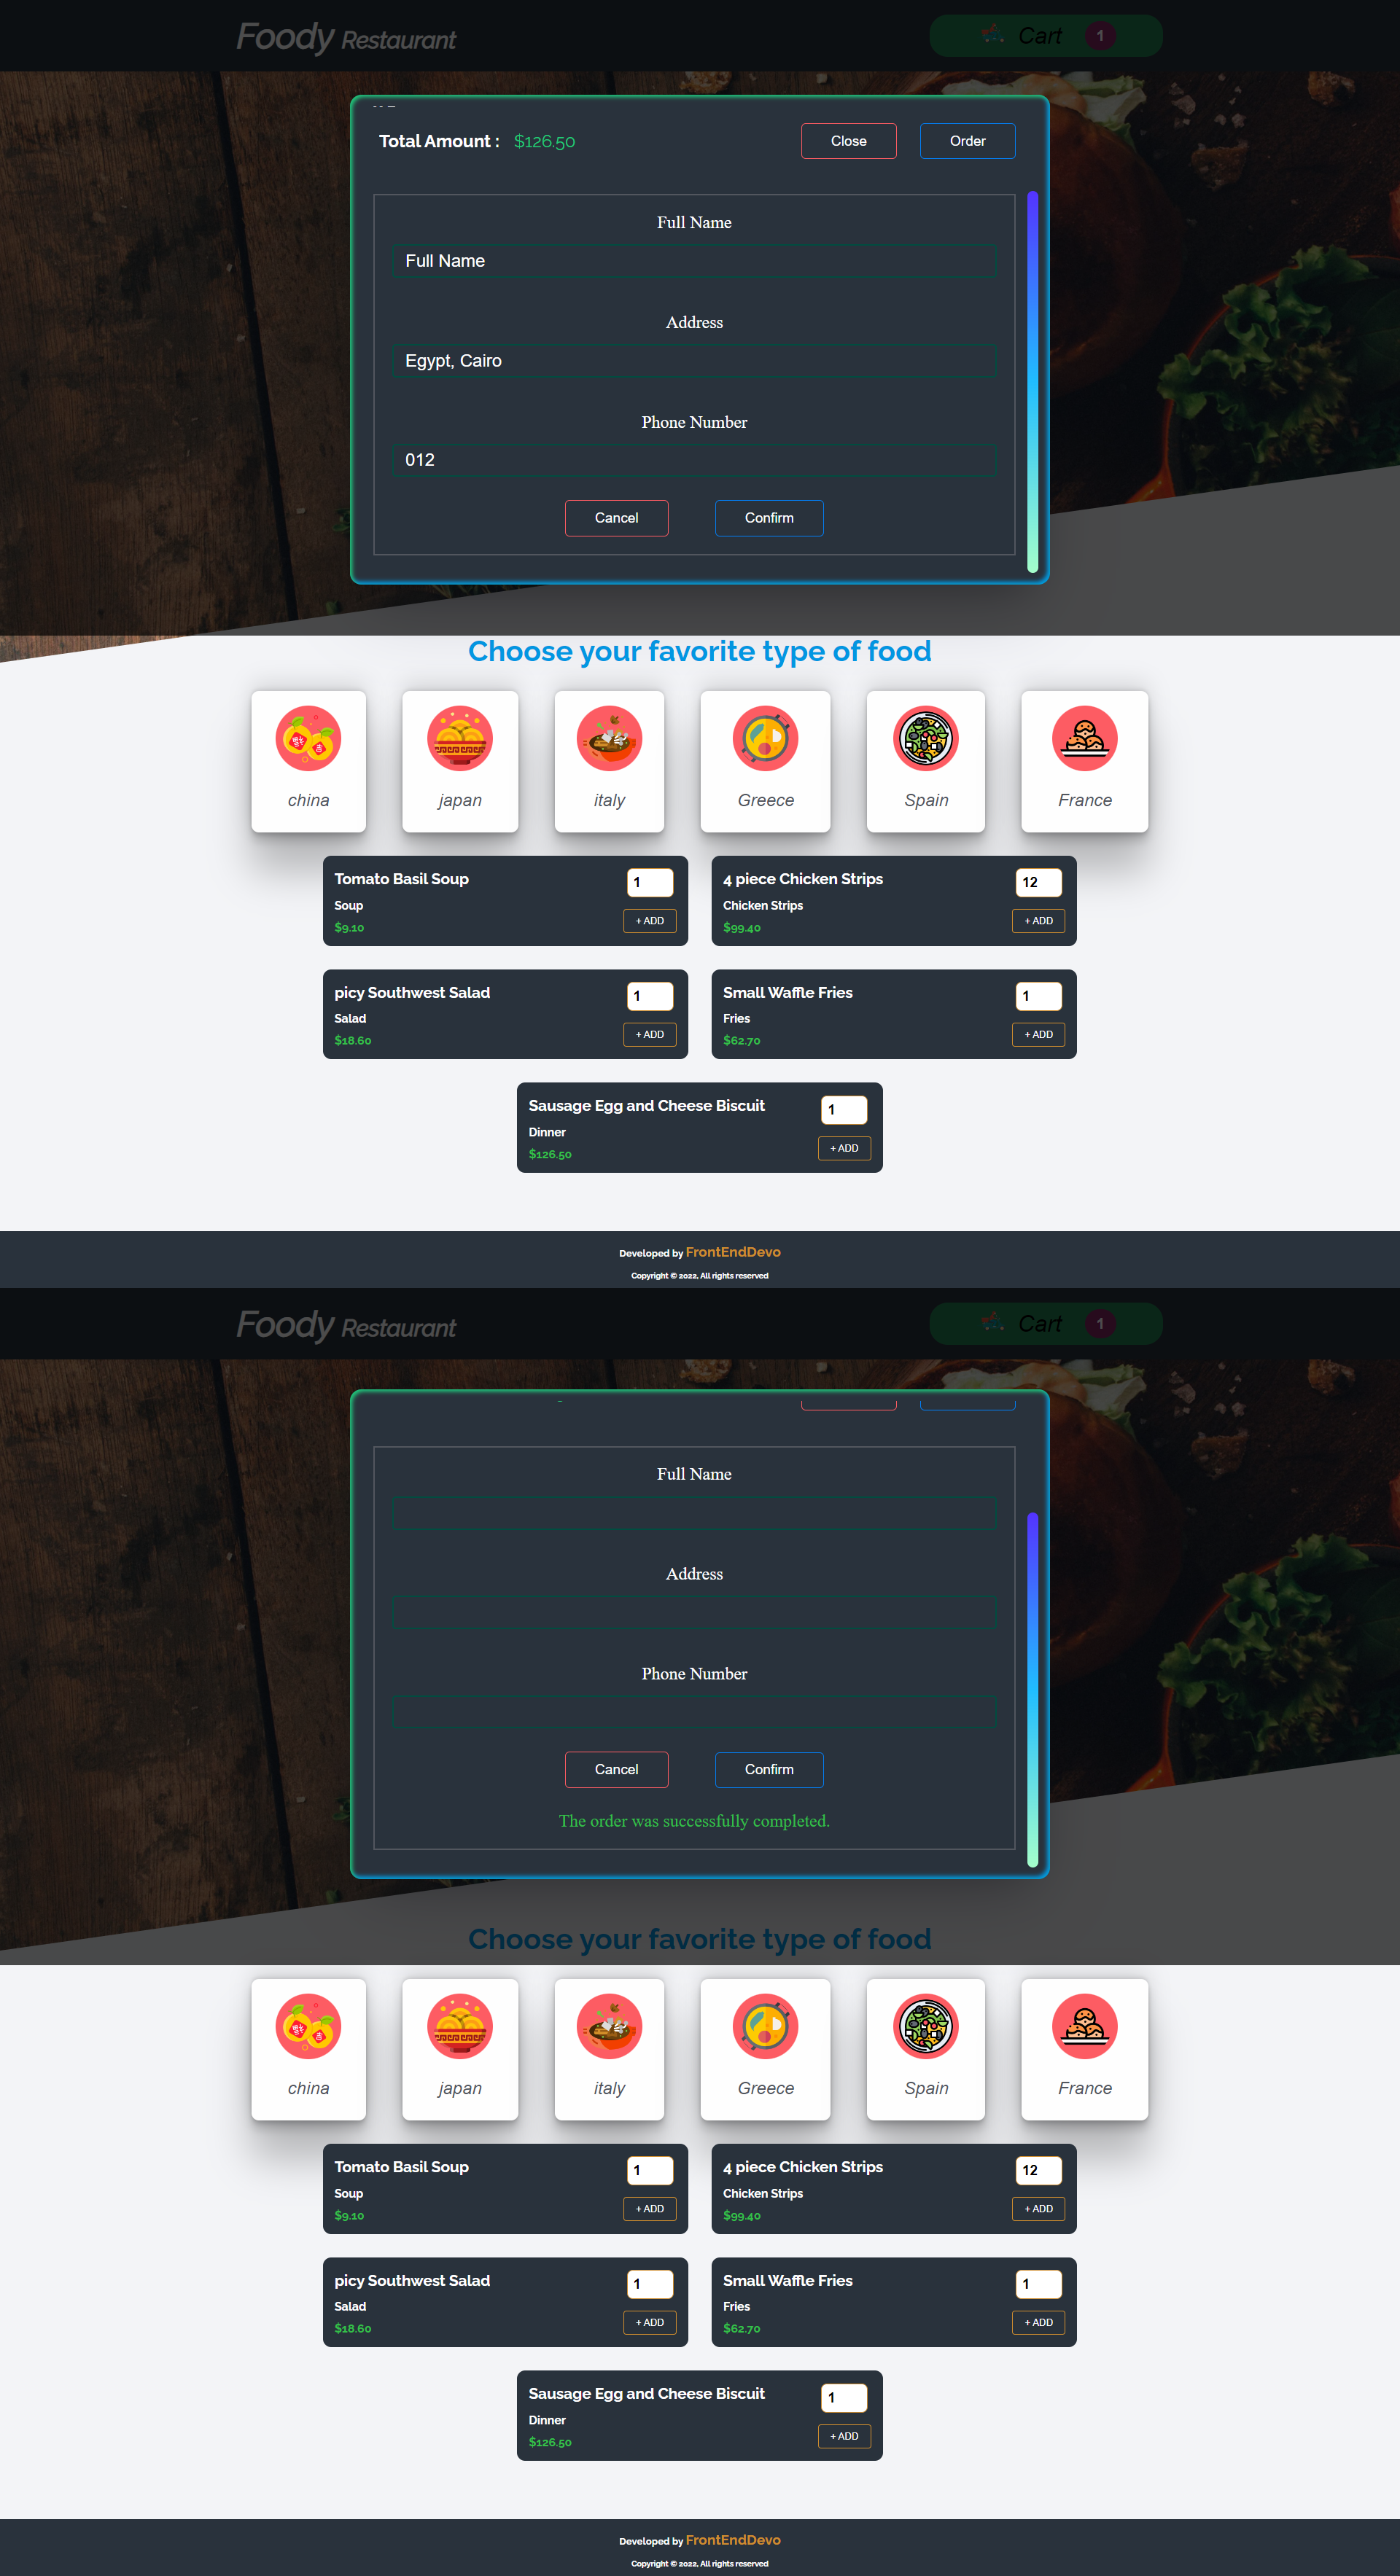 Foody Restaurant
Cart 1
Total Amount : $126.50
Close Order
Full Name
Full Name
Address
Egypt, Cairo
Phone Number
012
Cancel Confirm
Choose your favorite type of food
china japan italy Greece Spain France
Tomato Basil Soup 1
Soup
$9.10 + ADD
4 piece Chicken Strips 12
Chicken Strips
$99.40 + ADD
picy Southwest Salad 1
Salad
$18.60 + ADD
Small Waffle Fries 1
Fries
$62.70 + ADD
Sausage Egg and Cheese Biscuit 1
Dinner
$126.50 + ADD
Developed by FrontEndDevo
Copyright © 2022, All rights reserved
Foody Restaurant
Cart 1
Full Name
Address
Phone Number
Cancel Confirm
The order was successfully completed.
Choose your favorite type of food
china japan italy Greece Spain France
Tomato Basil Soup 1
Soup
$9.10 + ADD
4 piece Chicken Strips 12
Chicken Strips
$99.40 + ADD
picy Southwest Salad 1
Salad
$18.60 + ADD
Small Waffle Fries 1
Fries
$62.70 + ADD
Sausage Egg and Cheese Biscuit 1
Dinner
$126.50 + ADD
Developed by FrontEndDevo
Copyright © 2022, All rights reserved